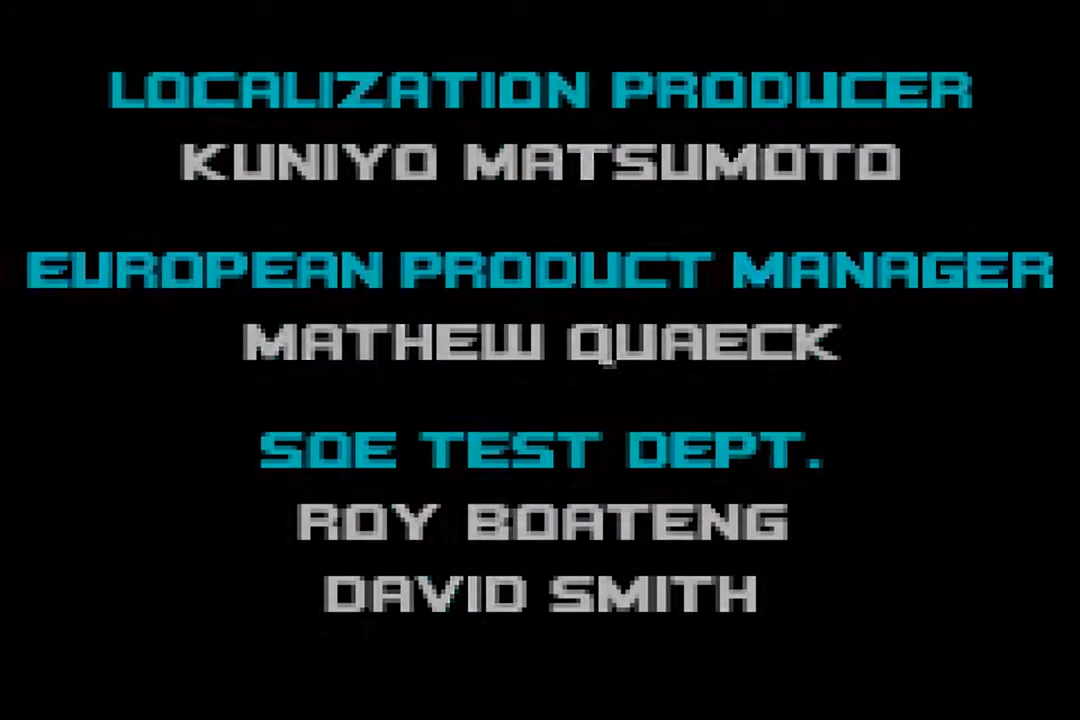 LOCALIZATION PRODUCER
KUNIYO MATSUMOTO
EUROPEAN PRODUCT MANAGER
MATHEW QUAECK
SOE TEST DEPT.
ROY BOATENG
DAVID SMITH